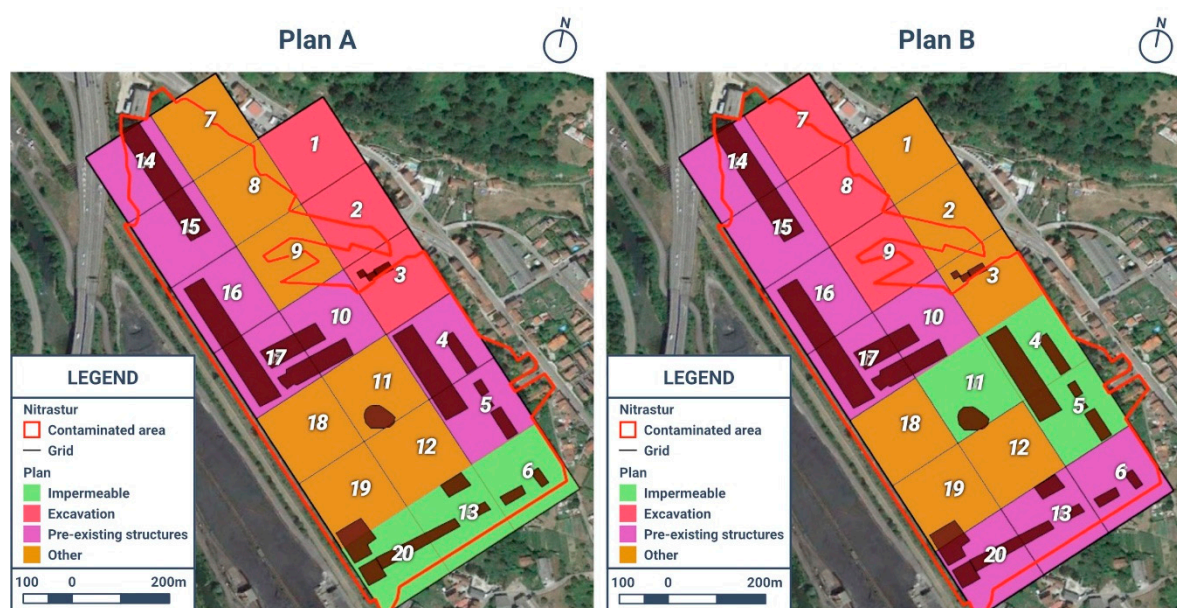 Plan A
N
7
1
14
8
2
15
9
3
16
10
4
17
11
5
18
12
6
19
13
20
LEGEND
Nitrastur
Contaminated area
Grid
Plan
Impermeable
Excavation
Pre-existing structures
Other
100 0 200m
Plan B
N
7
1
14
8
2
15
9
3
16
10
4
17
11
5
18
12
6
19
13
20
LEGEND
Nitrastur
Contaminated area
Grid
Plan
Impermeable
Excavation
Pre-existing structures
Other
100 0 200m